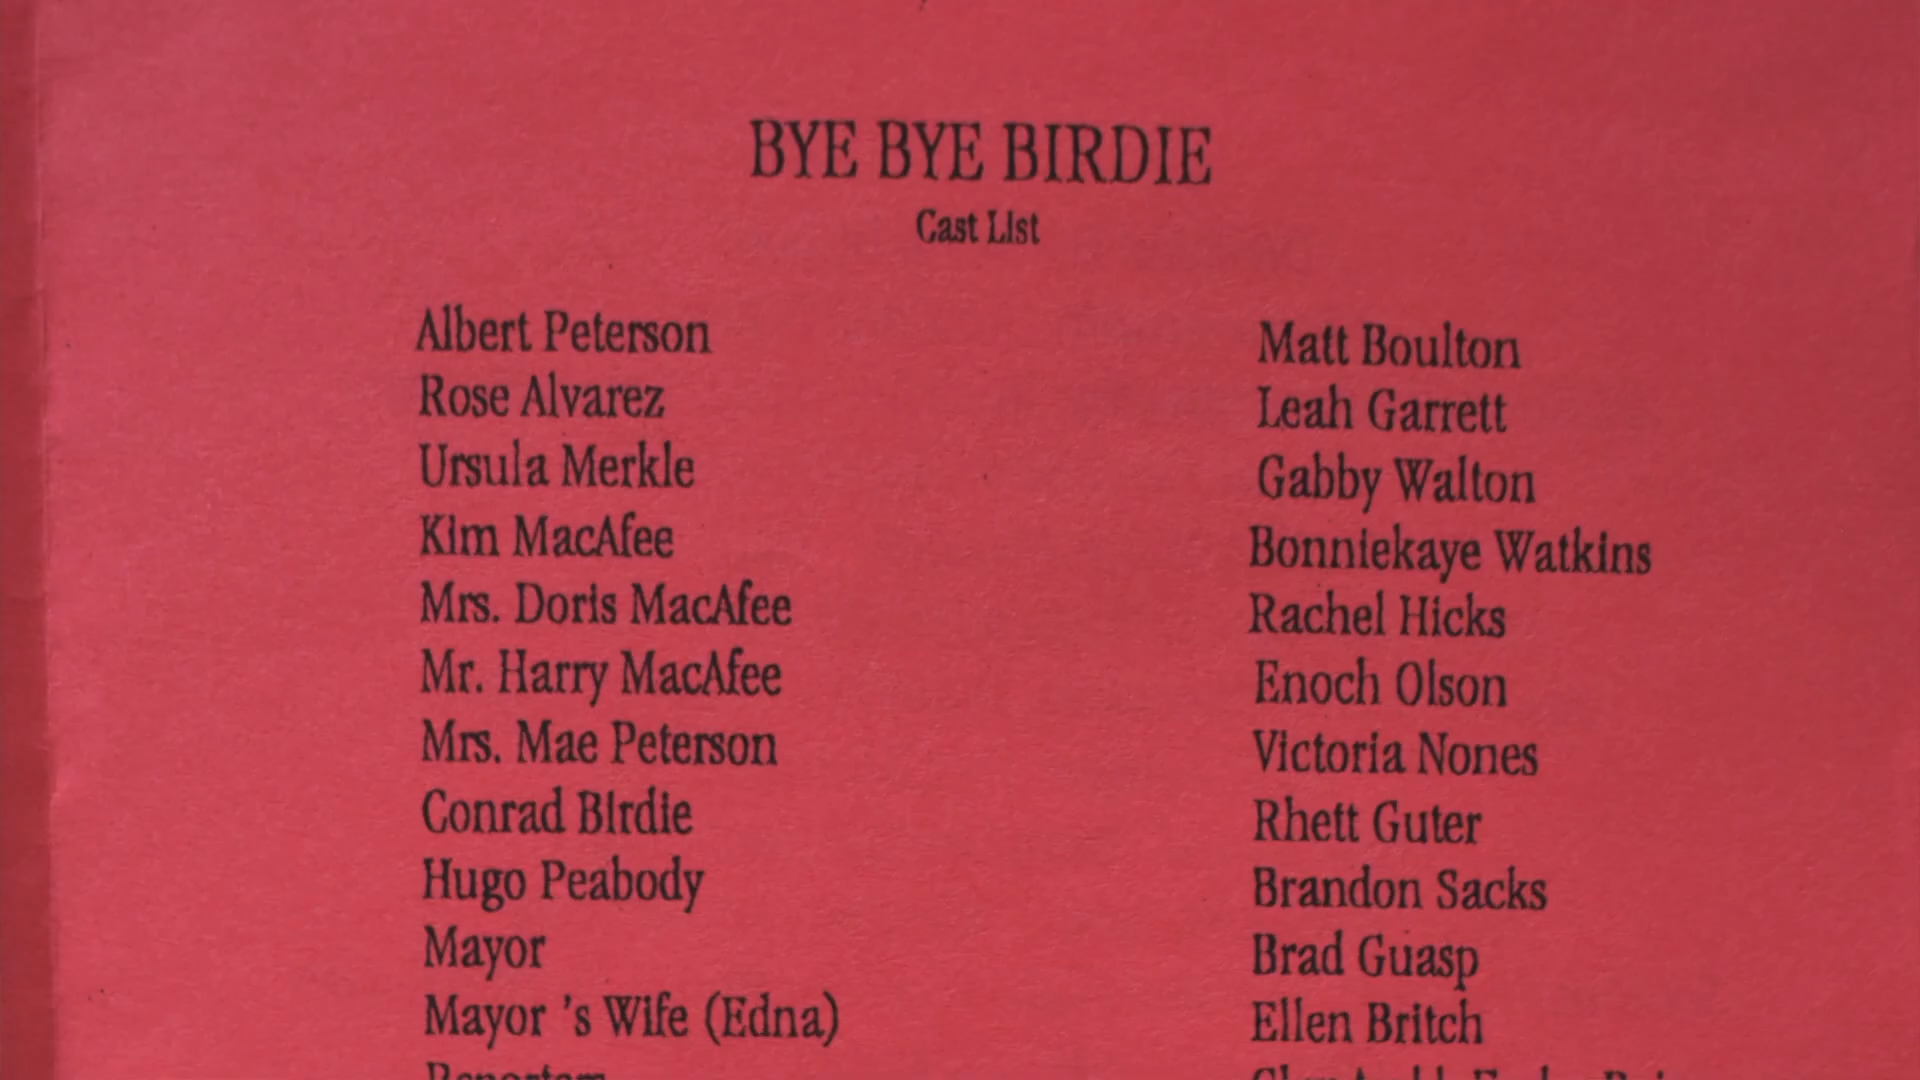 BYE BYE BIRDIE
Cast List
Albert Peterson Matt Boulton
Rose Alvarez Leah Garrett
Ursula Merkle Gabby Walton
Kim MacAfee Bonniekaye Watkins
Mrs. Doris MacAfee Rachel Hicks
Mr. Harry MacAfee Enoch Olson
Mrs. Mae Peterson Victoria Nones
Conrad Birdie Rhett Guter
Hugo Peabody Brandon Sacks
Mayor Brad Guasp
Mayor 's Wife (Edna) Ellen Britch